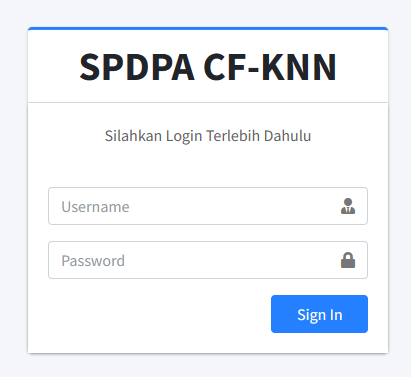 SPDPA CF-KNN
Silahkan Login Terlebih Dahulu
Username
Password
Sign In